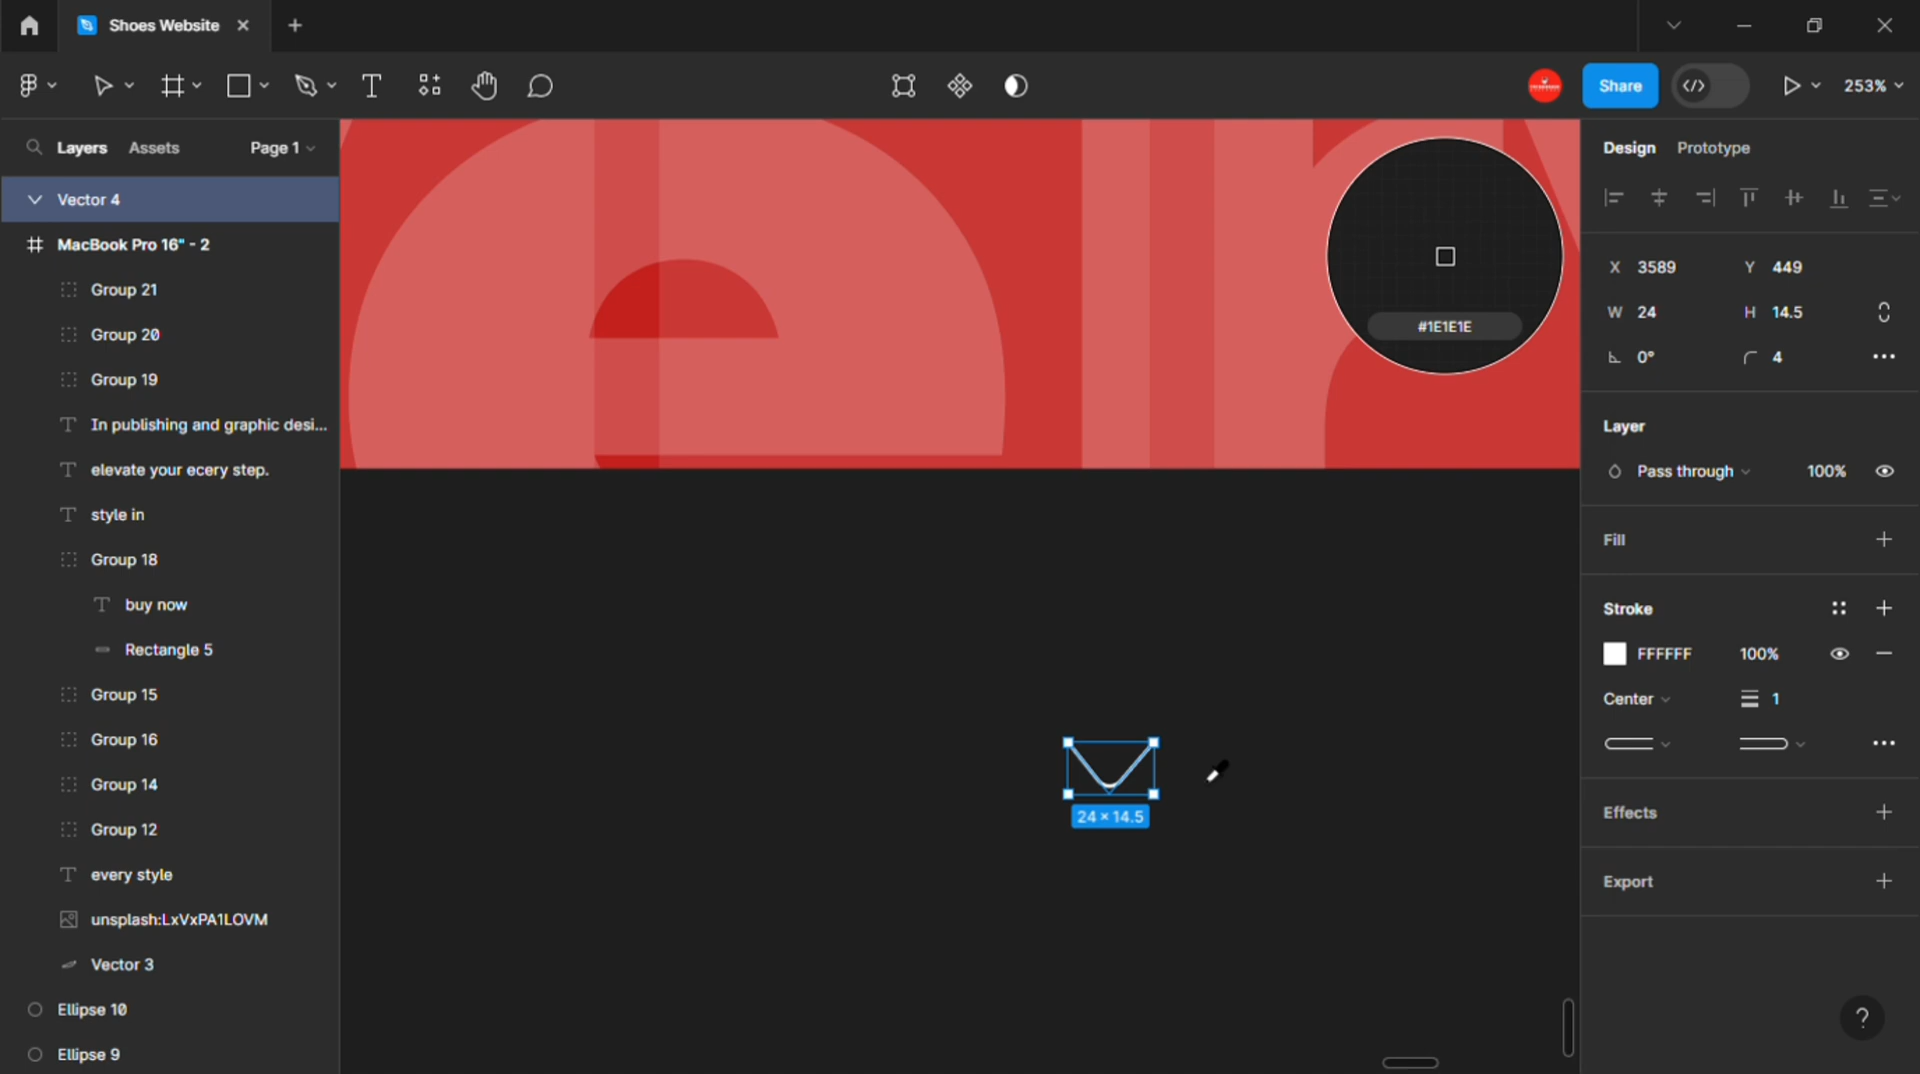 Shoes Website
Share
253%
Layers
Assets
Page 1
Design
Prototype
Vector 4
MacBook Pro 16" - 2
Group 21
Group 20
Group 19
In publishing and graphic desi...
elevate your ecery step.
style in
Group 18
buy now
Rectangle 5
Group 15
Group 16
Group 14
Group 12
every style
unsplash:LxVxPA1LOVM
Vector 3
Ellipse 10
Ellipse 9
#1E1E1E
24 × 14.5
X 3589
Y 449
W 24
H 14.5
0°
4
Layer
Pass through
100%
Fill
Stroke
FFFFFF
100%
Center
1
Effects
Export
?